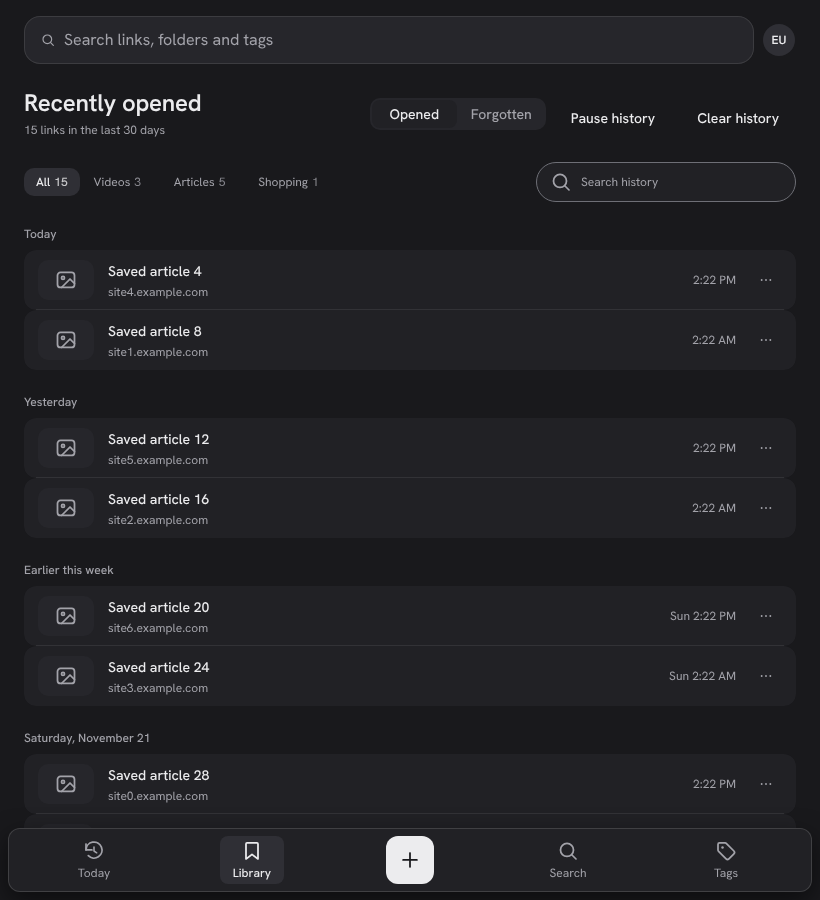 Search links, folders and tags
EU
Recently opened
15 links in the last 30 days
Opened
Forgotten
Pause history
Clear history
All 15
Videos 3
Articles 5
Shopping 1
Search history
Today
Saved article 4
site4.example.com
2:22 PM
Saved article 8
site1.example.com
2:22 AM
Yesterday
Saved article 12
site5.example.com
2:22 PM
Saved article 16
site2.example.com
2:22 AM
Earlier this week
Saved article 20
site6.example.com
Sun 2:22 PM
Saved article 24
site3.example.com
Sun 2:22 AM
Saturday, November 21
Saved article 28
site0.example.com
2:22 PM
Today
Library
Search
Tags